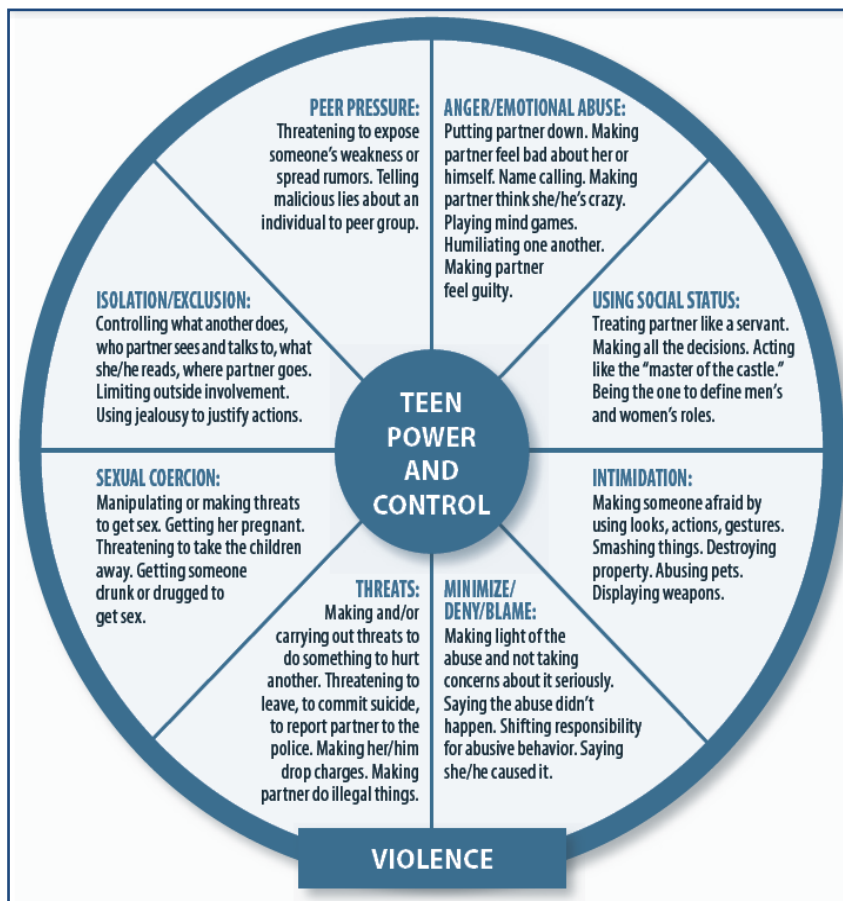 PEER PRESSURE:
Threatening to expose
someone's weakness or
spread rumors. Telling
malicious lies about an
individual to peer group.
ANGER/EMOTIONAL ABUSE:
Putting partner down. Making
partner feel bad about her or
himself. Name calling. Making
partner think she/he's crazy.
Playing mind games.
Humiliating one another.
Making partner
feel guilty.
ISOLATION/EXCLUSION:
Controlling what another does,
who partner sees and talks to, what
she/he reads, where partner goes.
Limiting outside involvement.
Using jealousy to justify actions.
USING SOCIAL STATUS:
Treating partner like a servant.
Making all the decisions. Acting
like the “master of the castle.”
Being the one to define men's
and women's roles.
TEEN
POWER
AND
CONTROL
SEXUAL COERCION:
Manipulating or making threats
to get sex. Getting her pregnant.
Threatening to take the children
away. Getting someone
drunk or drugged to
get sex.
INTIMIDATION:
Making someone afraid by
using looks, actions, gestures.
Smashing things. Destroying
property. Abusing pets.
Displaying weapons.
THREATS:
Making and/or
carrying out threats to
do something to hurt
another. Threatening to
leave, to commit suicide,
to report partner to the
police. Making her/him
drop charges. Making
partner do illegal things.
MINIMIZE/
DENY/BLAME:
Making light of the
abuse and not taking
concerns about it seriously.
Saying the abuse didn't
happen. Shifting responsibility
for abusive behavior. Saying
she/he caused it.
VIOLENCE